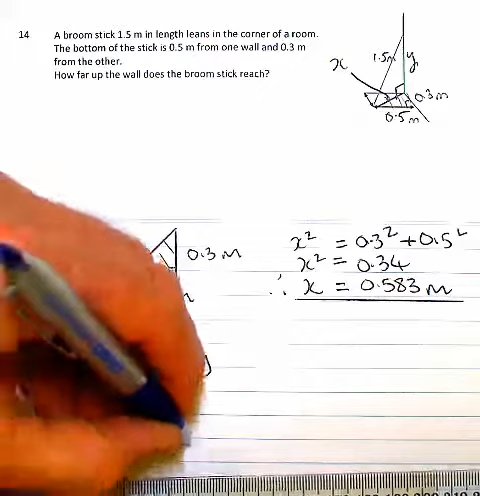 14 A broom stick 1.5 m in length leans in the corner of a room.
The bottom of the stick is 0.5 m from one wall and 0.3 m
from the other.
How far up the wall does the broom stick reach?
x
1.5m
y
0.3m
0.5m
0.3 m
x² = 0.3² + 0.5²
x² = 0.34
∴ x = 0.583 m